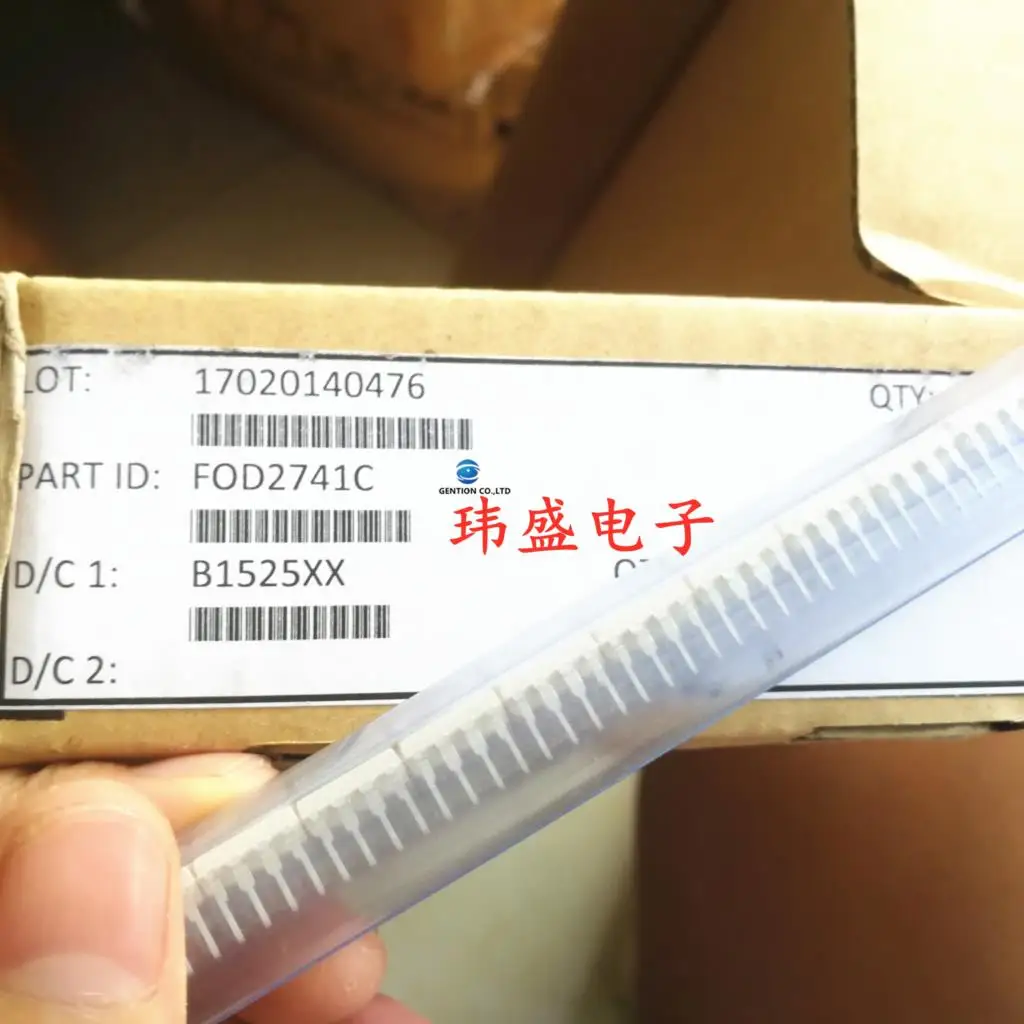 LOT: 17020140476 QTY:
PART ID: FOD2741C
GENTION CO.,LTD
玮盛电子
D/C 1: B1525XX
D/C 2: